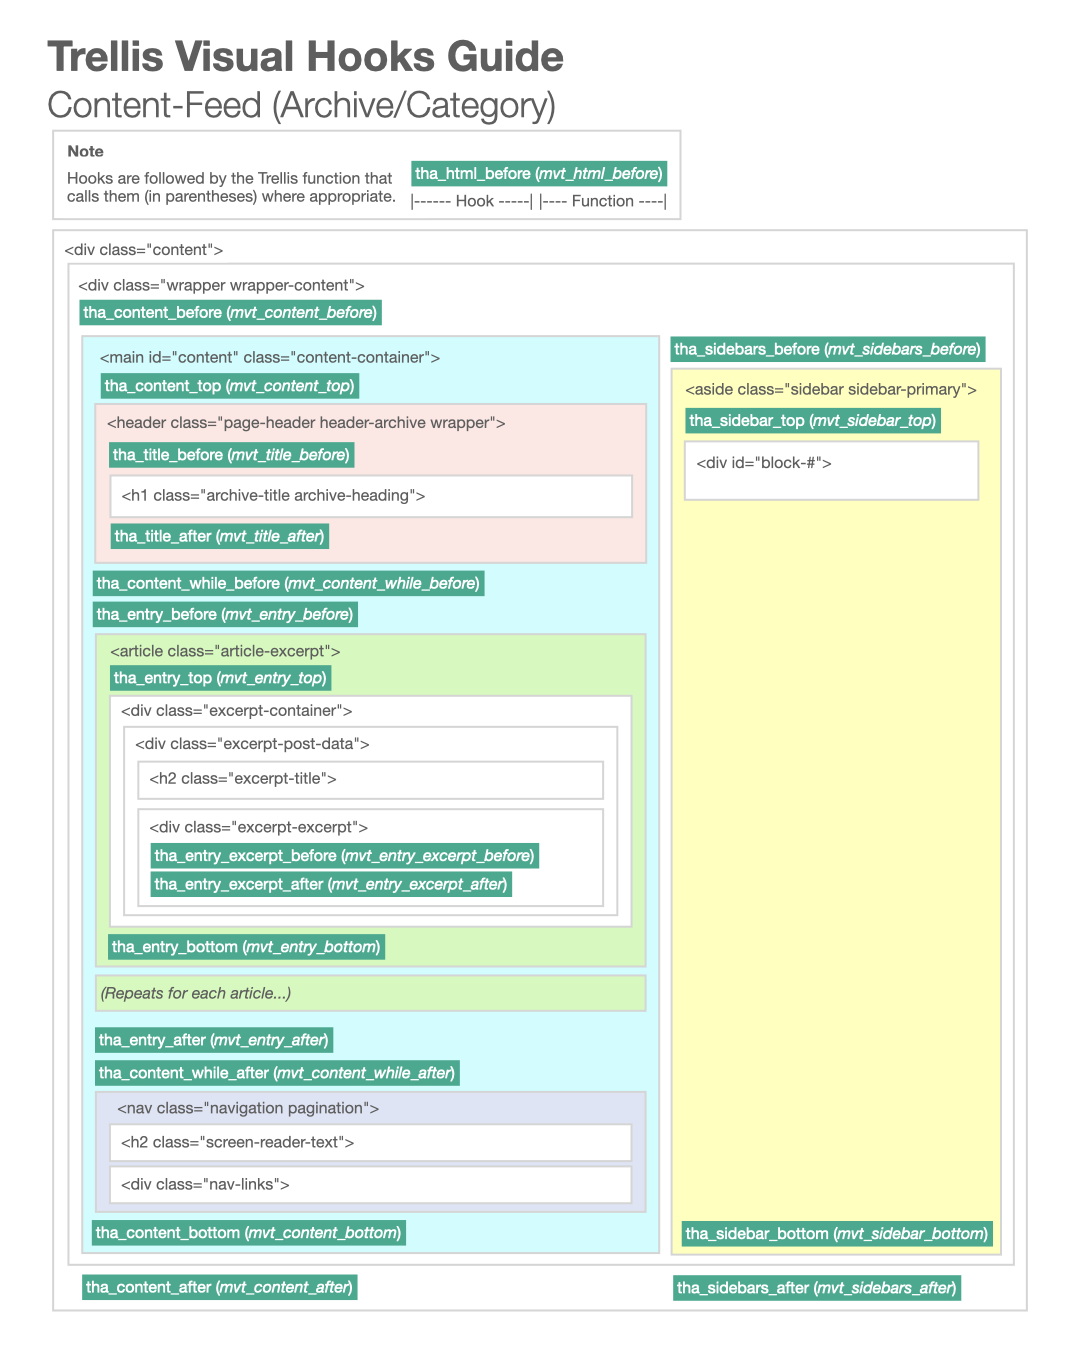 Trellis Visual Hooks Guide
Content-Feed (Archive/Category)
Note
Hooks are followed by the Trellis function that
calls them (in parentheses) where appropriate.
tha_html_before (mvt_html_before)
|------ Hook -----| |---- Function ----|
<div class="content">
<div class="wrapper wrapper-content">
tha_content_before (mvt_content_before)
<main id="content" class="content-container">
tha_content_top (mvt_content_top)
<header class="page-header header-archive wrapper">
tha_title_before (mvt_title_before)
<h1 class="archive-title archive-heading">
tha_title_after (mvt_title_after)
tha_content_while_before (mvt_content_while_before)
tha_entry_before (mvt_entry_before)
<article class="article-excerpt">
tha_entry_top (mvt_entry_top)
<div class="excerpt-container">
<div class="excerpt-post-data">
<h2 class="excerpt-title">
<div class="excerpt-excerpt">
tha_entry_excerpt_before (mvt_entry_excerpt_before)
tha_entry_excerpt_after (mvt_entry_excerpt_after)
tha_entry_bottom (mvt_entry_bottom)
(Repeats for each article...)
tha_entry_after (mvt_entry_after)
tha_content_while_after (mvt_content_while_after)
<nav class="navigation pagination">
<h2 class="screen-reader-text">
<div class="nav-links">
tha_content_bottom (mvt_content_bottom)
tha_content_after (mvt_content_after)
tha_sidebars_before (mvt_sidebars_before)
<aside class="sidebar sidebar-primary">
tha_sidebar_top (mvt_sidebar_top)
<div id="block-#">
tha_sidebar_bottom (mvt_sidebar_bottom)
tha_sidebars_after (mvt_sidebars_after)